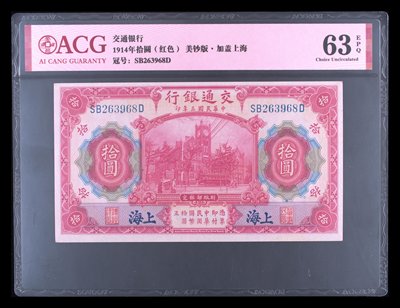 ACG
AI CANG GUARANTY
交通银行
1914年拾圆（红色） 美钞版·加盖上海
冠号：SB263968D
63 EPQ
Choice Uncirculated
行銀通交
印年三國民華中
SB263968D
SB263968D
拾
拾
拾
拾
拾圓
拾圓
海上
海上